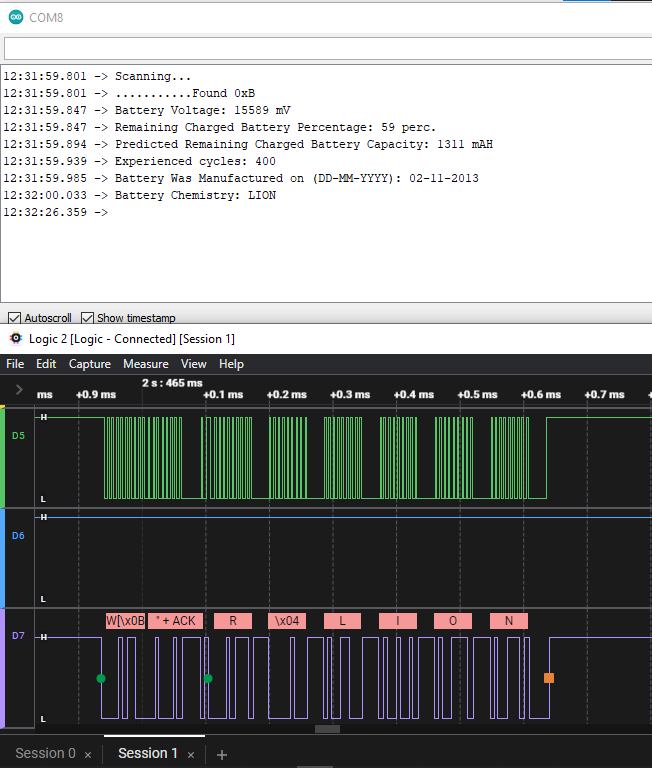 COM8
12:31:59.801 -> Scanning...
12:31:59.801 -> ...........Found 0xB
12:31:59.847 -> Battery Voltage: 15589 mV
12:31:59.847 -> Remaining Charged Battery Percentage: 59 perc.
12:31:59.894 -> Predicted Remaining Charged Battery Capacity: 1311 mAH
12:31:59.939 -> Experienced cycles: 400
12:31:59.985 -> Battery Was Manufactured on (DD-MM-YYYY): 02-11-2013
12:32:00.033 -> Battery Chemistry: LION
12:32:26.359 ->
Autoscroll Show timestamp
Logic 2 [Logic - Connected] [Session 1]
File Edit Capture Measure View Help
2 s : 465 ms
ms +0.9 ms +0.1 ms +0.2 ms +0.3 ms +0.4 ms +0.5 ms +0.6 ms +0.7 ms
H
D5
L
H
D6
L
W[\x0B " + ACK R \x04 L I O N
D7 H
L
Session 0 × Session 1 × +